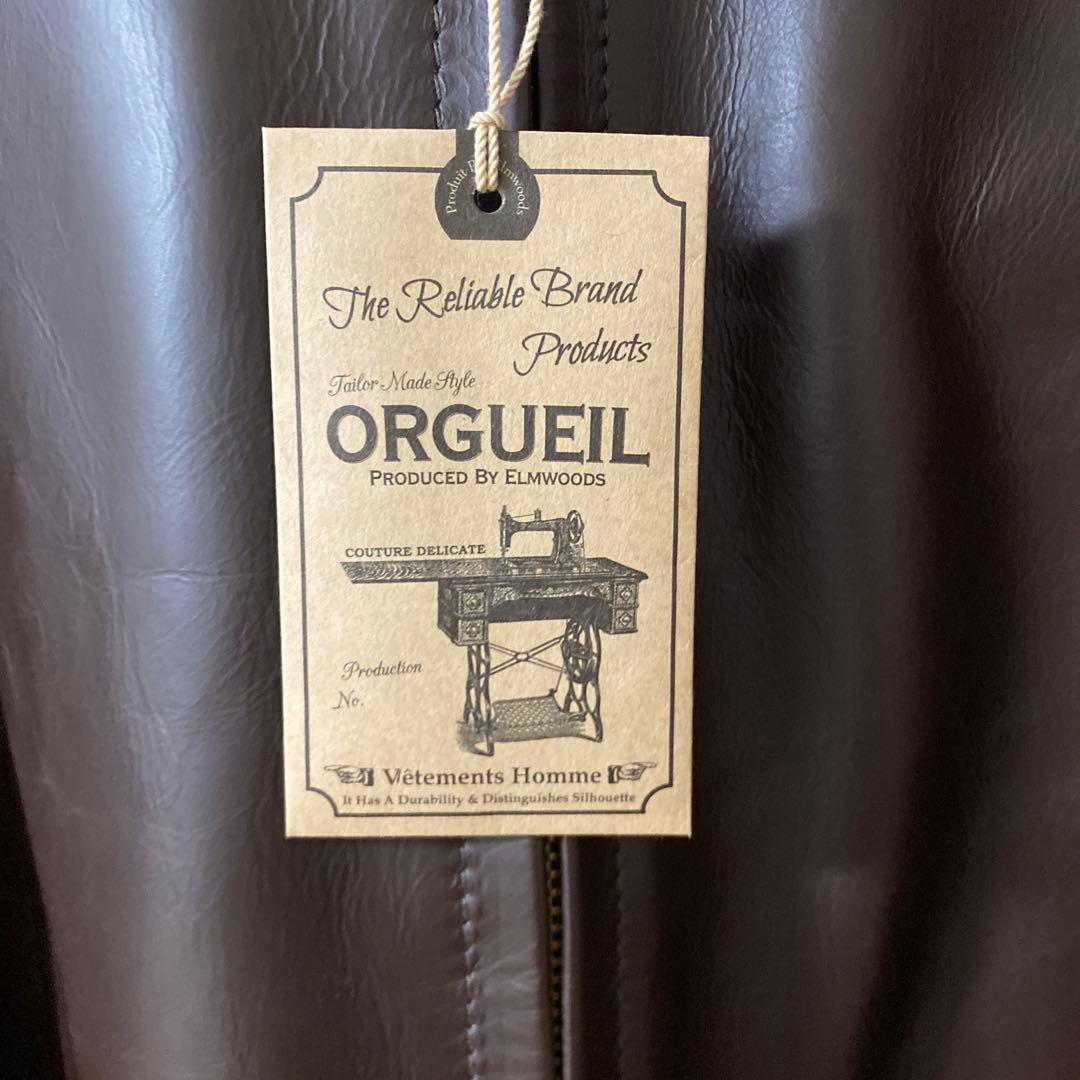 Produit
Elmwoods
The Reliable Brand
Products
Tailor-Made Style
ORGUEIL
PRODUCED BY ELMWOODS
COUTURE DELICATE
Production
No.
Vêtements Homme
It Has A Durability & Distinguishes Silhouette